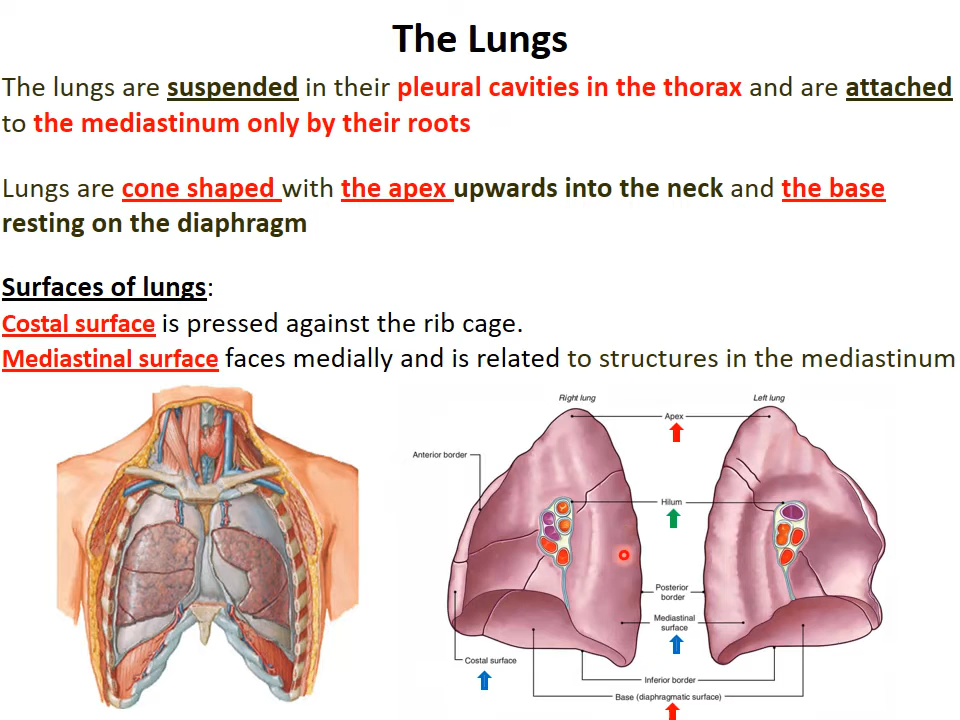 The Lungs
The lungs are suspended in their pleural cavities in the thorax and are attached
to the mediastinum only by their roots
Lungs are cone shaped with the apex upwards into the neck and the base
resting on the diaphragm
Surfaces of lungs:
Costal surface is pressed against the rib cage.
Mediastinal surface faces medially and is related to structures in the mediastinum
Right lung
Left lung
Apex
Anterior border
Hilum
Posterior
border
Mediastinal
surface
Costal surface
Inferior border
Base (diaphragmatic surface)